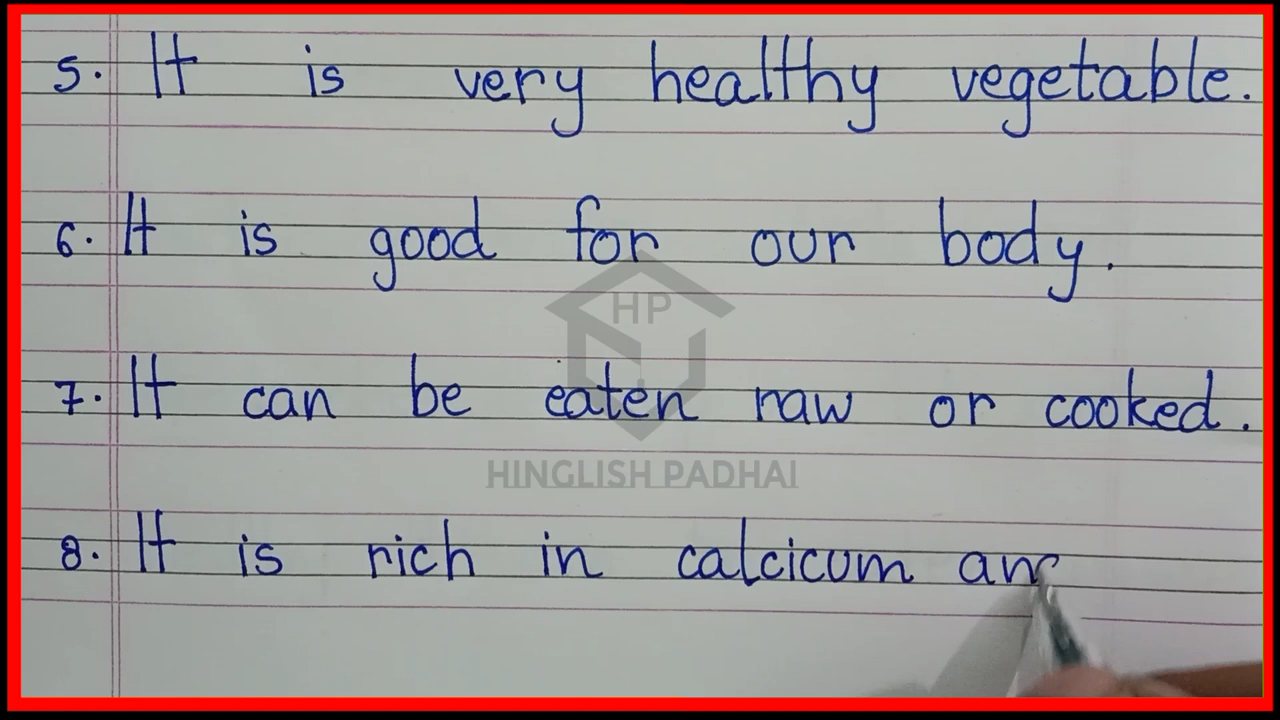 5. It is very healthy vegetable.
6. It is good for our body.
HP
7. It can be eaten raw or cooked.
HINGLISH PADHAI
8. It is rich in calcicum an